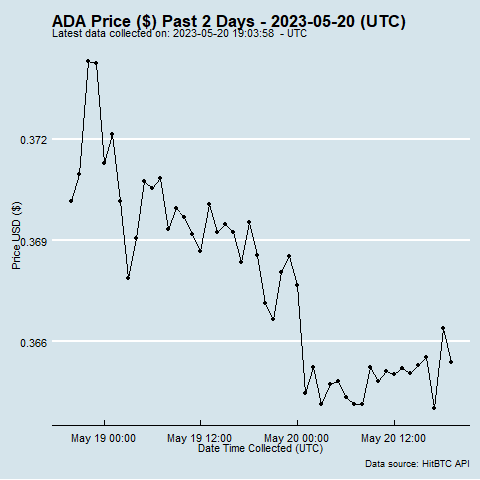 ADA Price ($) Past 2 Days - 2023-05-20 (UTC)
Latest data collected on: 2023-05-20 19:03:58 - UTC
0.372
0.369
0.366
Price USD ($)
May 19 00:00
May 19 12:00
May 20 00:00
May 20 12:00
Date Time Collected (UTC)
Data source: HitBTC API